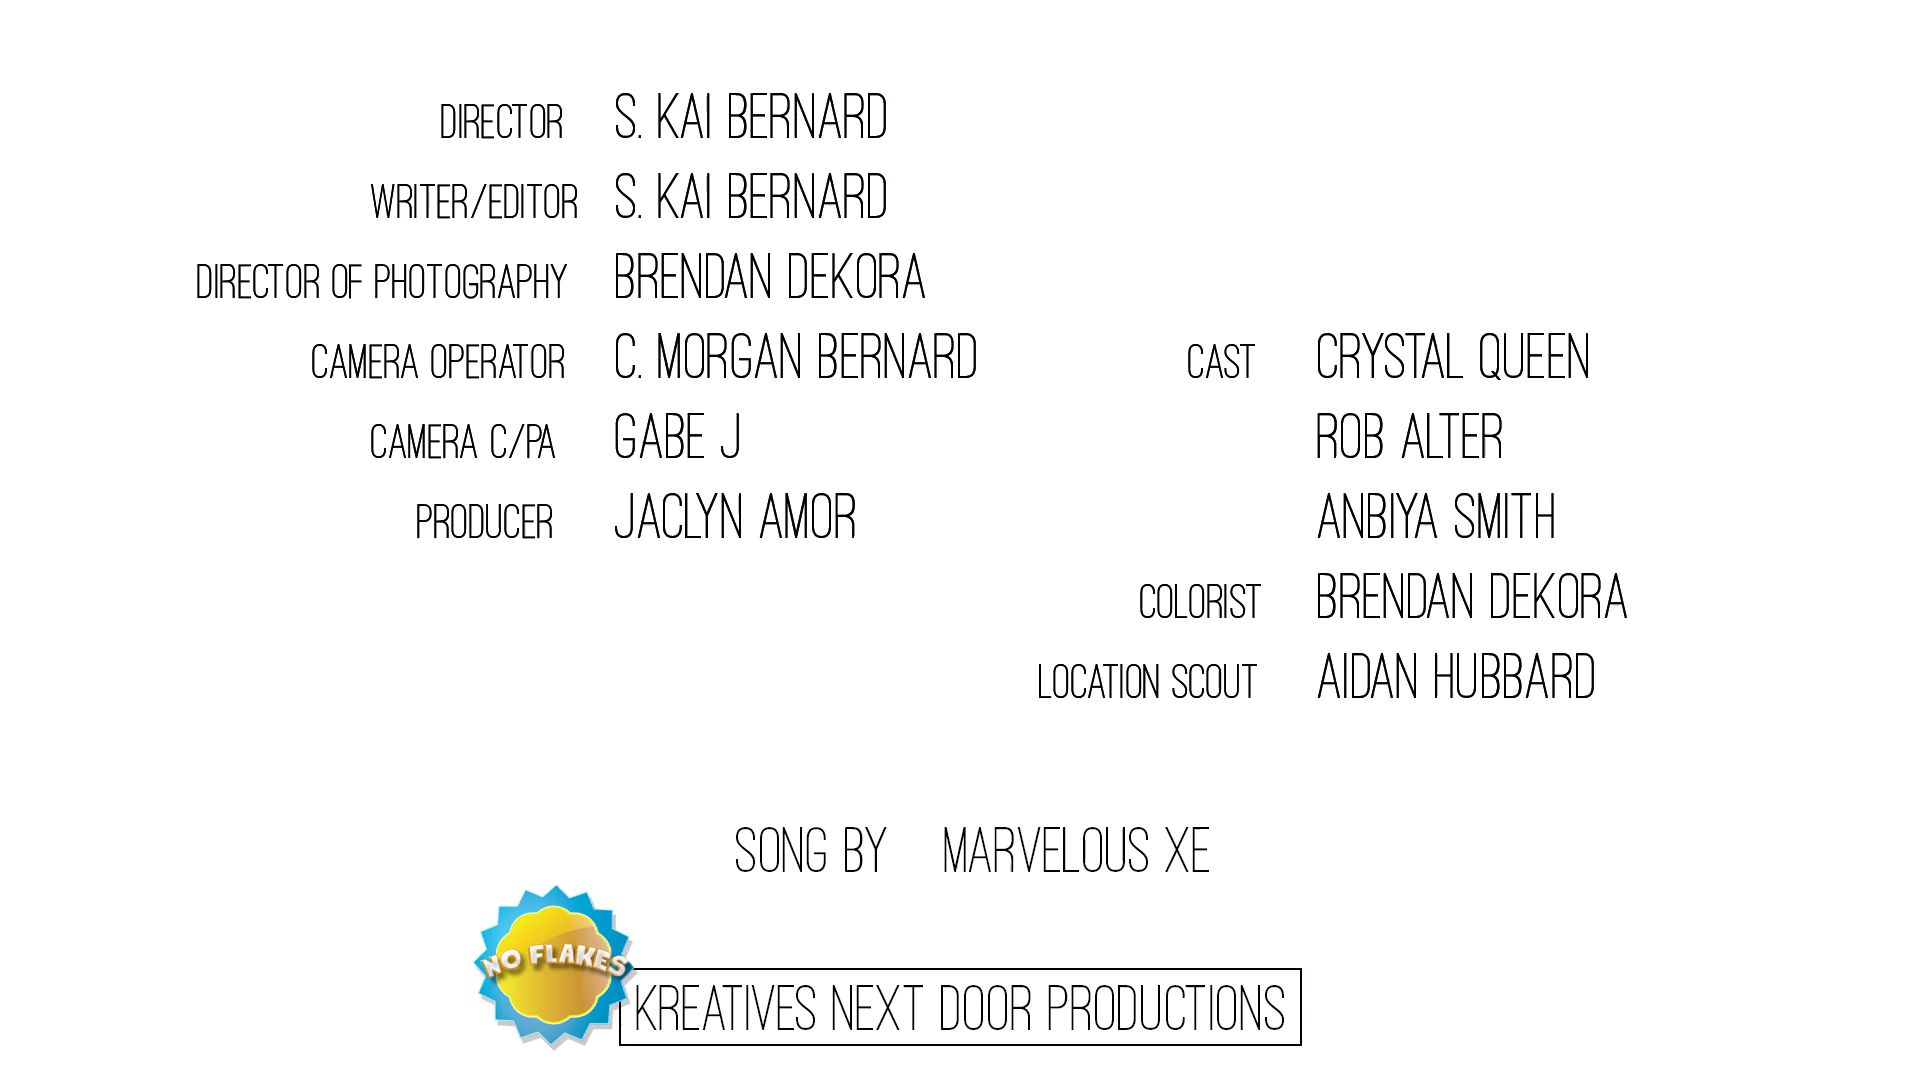 DIRECTOR S. KAI BERNARD
WRITER/EDITOR S. KAI BERNARD
DIRECTOR OF PHOTOGRAPHY BRENDAN DEKORA
CAMERA OPERATOR C. MORGAN BERNARD
CAMERA C/PA GABE J
PRODUCER JACLYN AMOR
CAST CRYSTAL QUEEN
ROB ALTER
ANBIYA SMITH
COLORIST BRENDAN DEKORA
LOCATION SCOUT AIDAN HUBBARD
SONG BY MARVELOUS XE
NO FLAKES
KREATIVES NEXT DOOR PRODUCTIONS